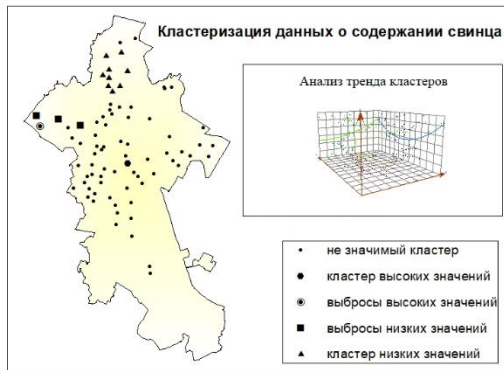 Кластеризация данных о содержании свинца
Анализ тренда кластеров
не значимый кластер
кластер высоких значений
выбросы высоких значений
выбросы низких значений
кластер низких значений